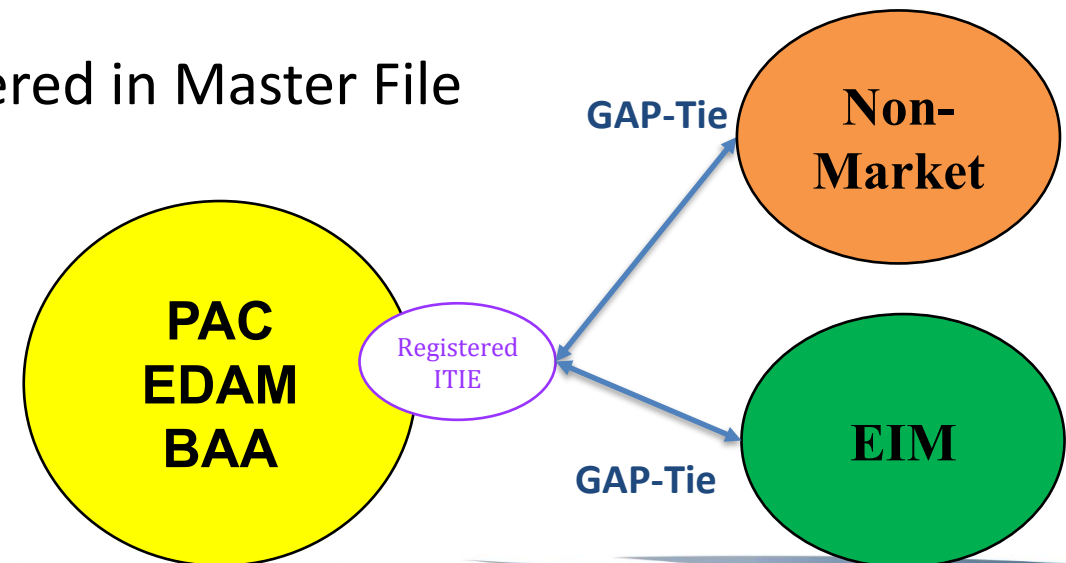 ered in Master File
GAP-Tie
Non-
Market
PAC
EDAM
BAA
Registered
ITIE
EIM
GAP-Tie